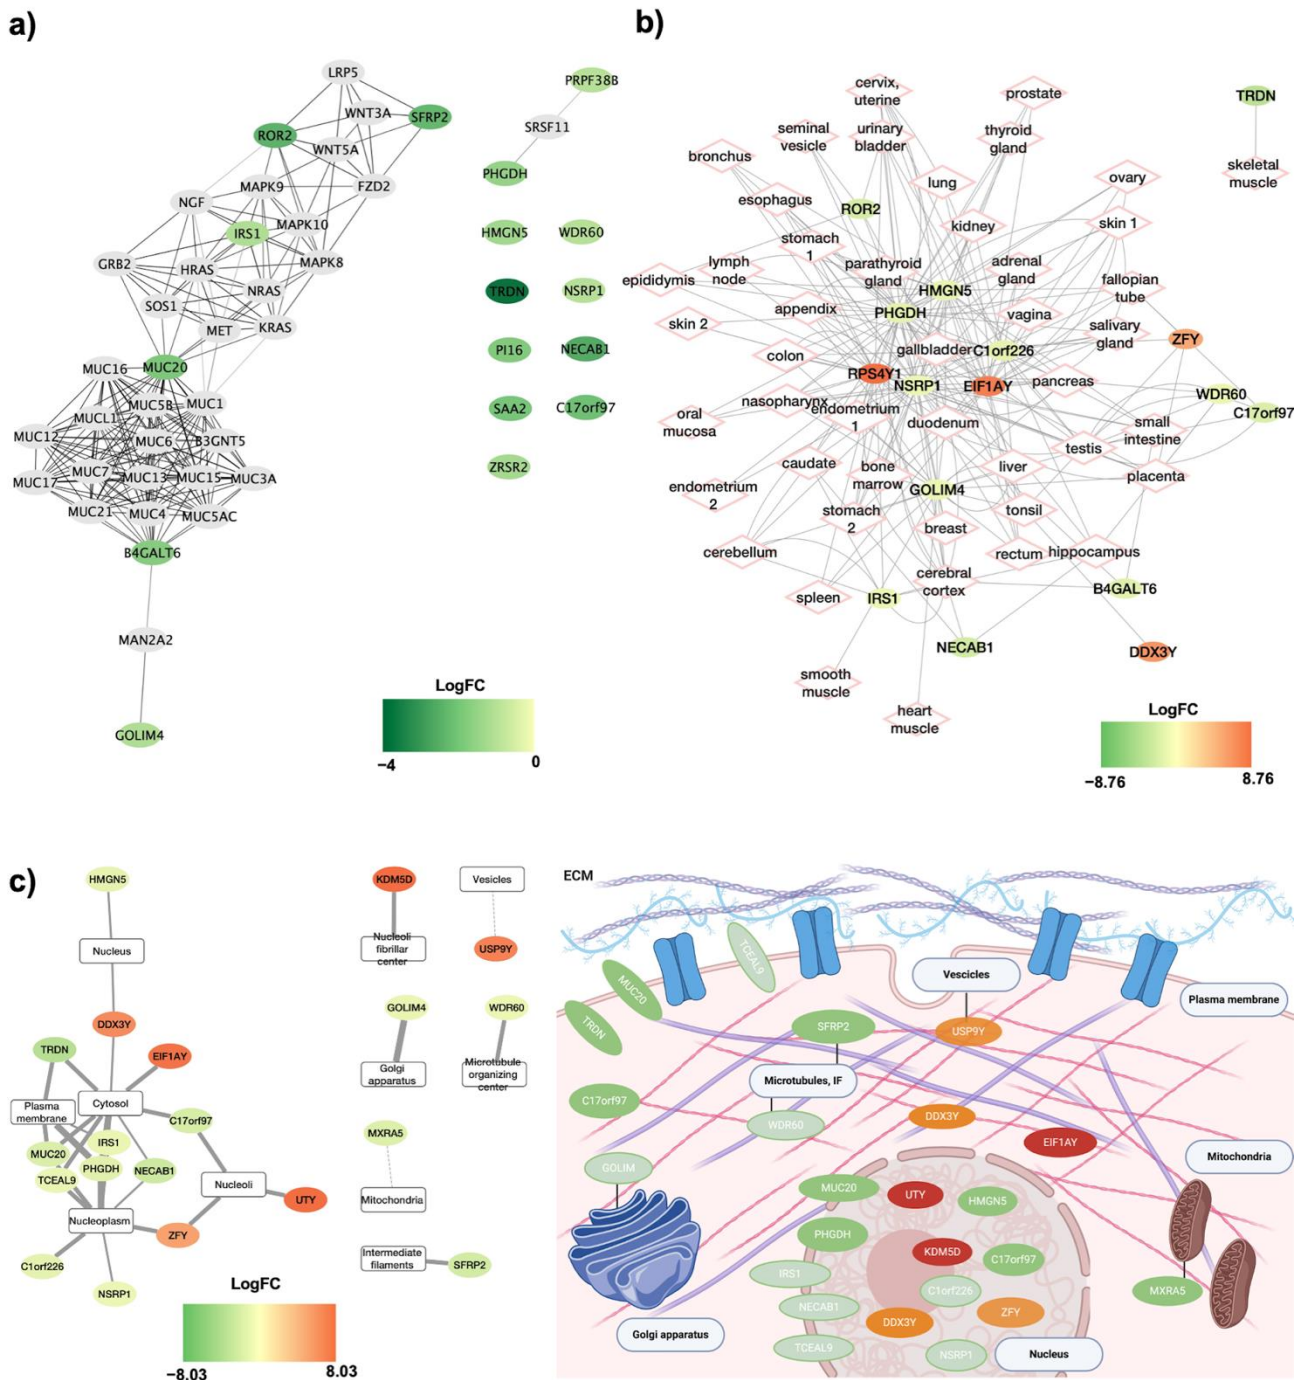 a)
LRP5
WNT3A
SFRP2
ROR2
WNT5A
MAPK9
FZD2
NGF
MAPK10
IRS1
GRB2
HRAS
MAPK8
NRAS
SOS1
MET
KRAS
MUC20
MUC16
MUC5B
MUC1
MUCL1
MUC12
MUC6
B3GNT5
MUC7
MUC13
MUC15
MUC3A
MUC17
MUC21
MUC4
MUC5AC
B4GALT6
MAN2A2
GOLIM4
PRPF38B
SRSF11
PHGDH
HMGN5
WDR60
TRDN
NSRP1
PI16
NECAB1
SAA2
C17orf97
ZRSR2
LogFC
−4
0
b)
cervix,
uterine
prostate
TRDN
seminal
vesicle
urinary
bladder
thyroid
gland
bronchus
skeletal
muscle
esophagus
lung
ovary
ROR2
stomach
1
kidney
skin 1
epididymis
lymph
node
parathyroid
gland
adrenal
gland
fallopian
tube
HMGN5
appendix
PHGDH
vagina
skin 2
salivary
gland
ZFY
colon
gallbladder
C1orf226
RPS4Y1
NSRP1
EIF1AY
pancreas
WDR60
nasopharynx
C17orf97
oral
mucosa
endometrium
1
duodenum
small
intestine
testis
caudate
bone
marrow
liver
placenta
endometrium
2
GOLIM4
stomach
2
tonsil
breast
cerebellum
rectum
hippocampus
cerebral
cortex
spleen
IRS1
B4GALT6
NECAB1
DDX3Y
smooth
muscle
heart
muscle
LogFC
−8.76
8.76
c)
HMGN5
Nucleus
DDX3Y
TRDN
EIF1AY
Plasma
membrane
Cytosol
C17orf97
IRS1
MUC20
PHGDH
NECAB1
TCEAL9
Nucleoli
UTY
Nucleoplasm
ZFY
C1orf226
NSRP1
KDM5D
Nucleoli
fibrillar
center
Vesicles
USP9Y
GOLIM4
Golgi
apparatus
WDR60
Microtubule
organizing
center
MXRA5
Mitochondria
Intermediate
filaments
SFRP2
LogFC
−8.03
8.03
ECM
TCEAL9
MUC20
TRDN
Vescicles
Plasma membrane
SFRP2
USP9Y
Microtubules, IF
C17orf97
WDR60
DDX3Y
EIF1AY
GOLIM
Mitochondria
MUC20
UTY
HMGN5
PHGDH
KDM5D
C17orf97
IRS1
C1orf226
MXRA5
NECAB1
DDX3Y
ZFY
Golgi apparatus
TCEAL9
NSRP1
Nucleus